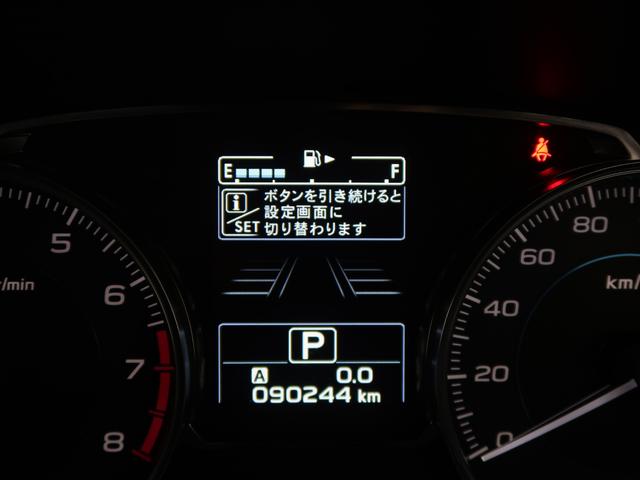 E F
i ボタンを引き続けると
設定画面に
SET 切り替わります
5
6
7
8
r/min
P
A 0.0
090244 km
80
60
40
20
0
km/